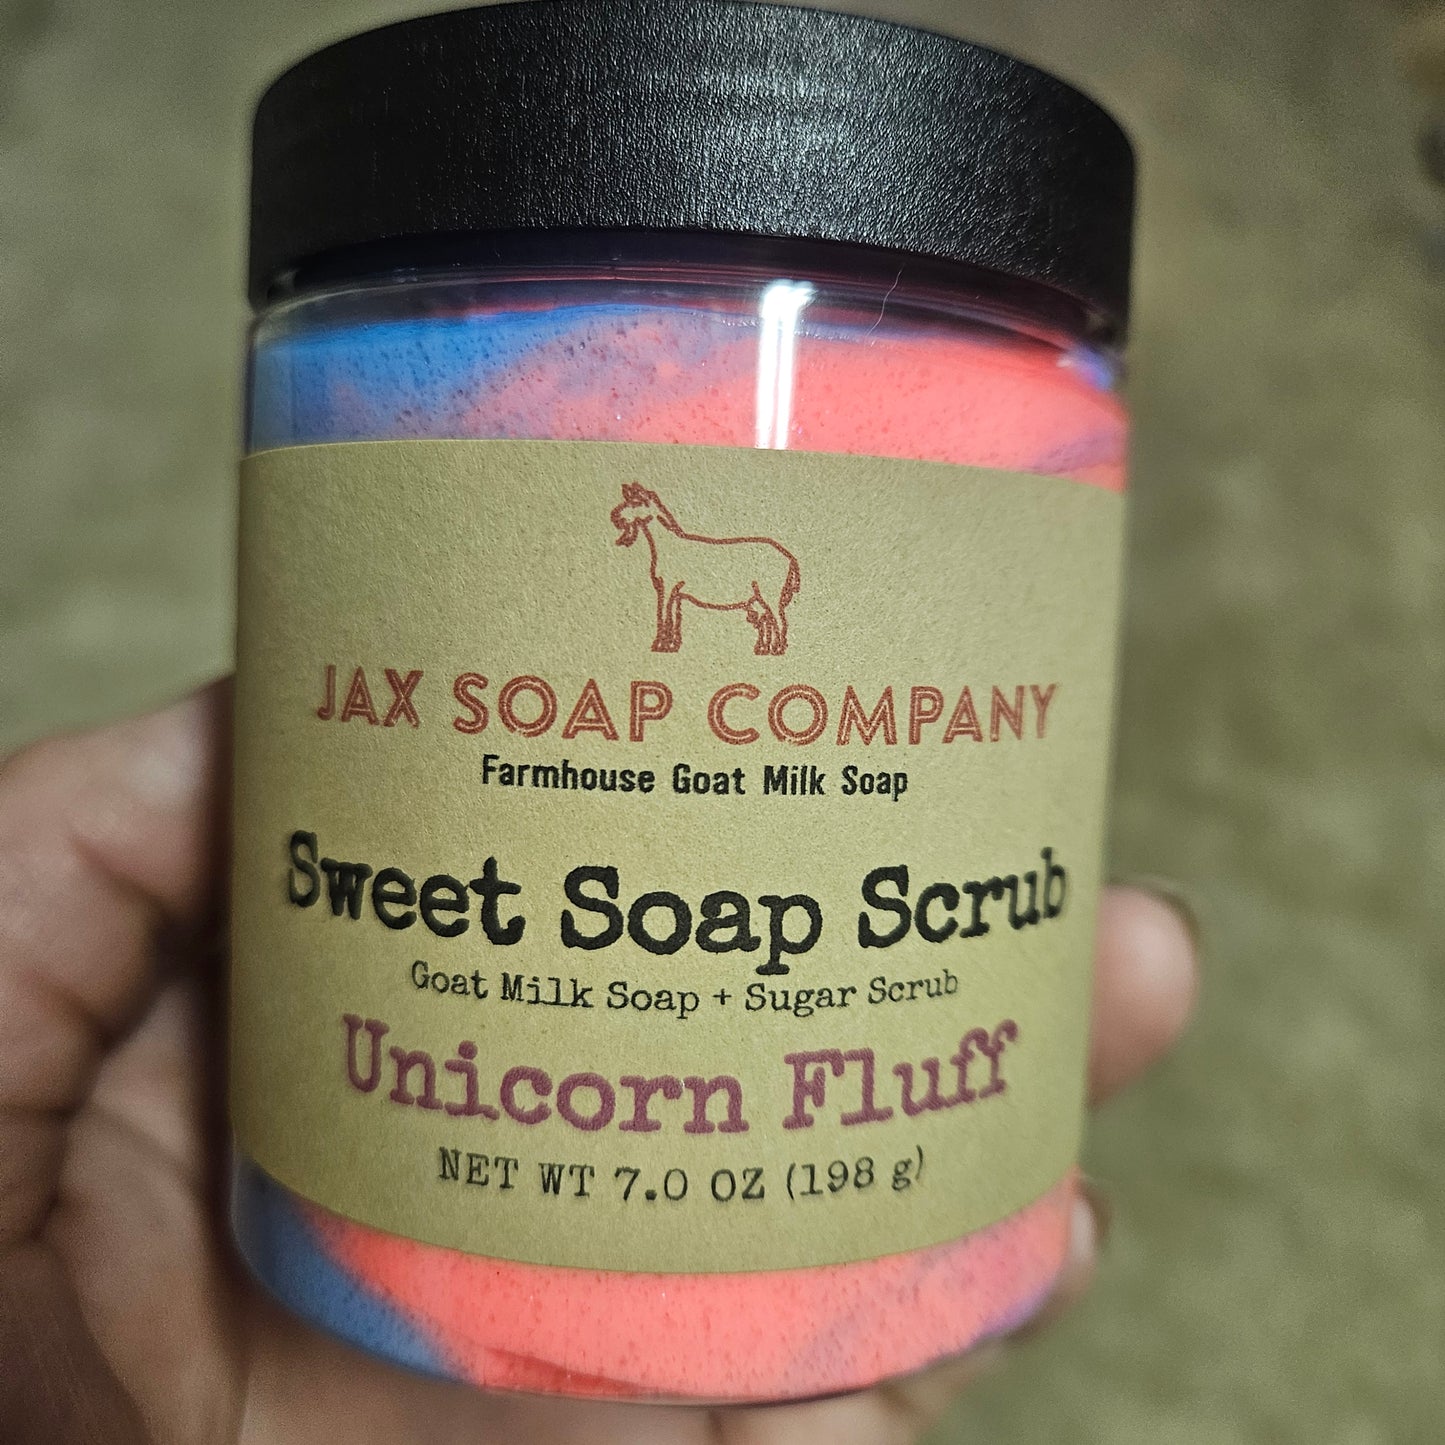 JAX SOAP COMPANY
Farmhouse Goat Milk Soap
Sweet Soap Scrub
Goat Milk Soap + Sugar Scrub
Unicorn Fluff
NET WT 7.0 OZ (198 g)